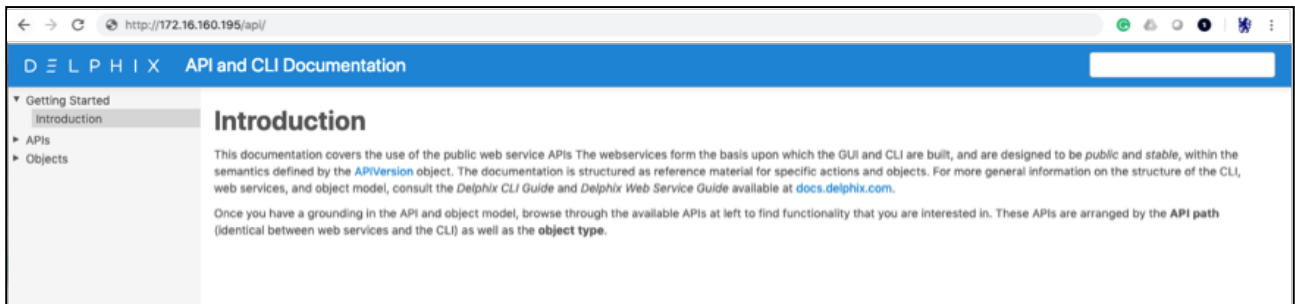 http://172.16.160.195/api/
DELPHIX API and CLI Documentation
Getting Started
Introduction
APIs
Objects
Introduction
This documentation covers the use of the public web service APIs The webservices form the basis upon which the GUI and CLI are built, and are designed to be public and stable, within the
semantics defined by the APIVersion object. The documentation is structured as reference material for specific actions and objects. For more general information on the structure of the CLI,
web services, and object model, consult the Delphix CLI Guide and Delphix Web Service Guide available at docs.delphix.com.
Once you have a grounding in the API and object model, browse through the available APIs at left to find functionality that you are interested in. These APIs are arranged by the API path
(identical between web services and the CLI) as well as the object type.